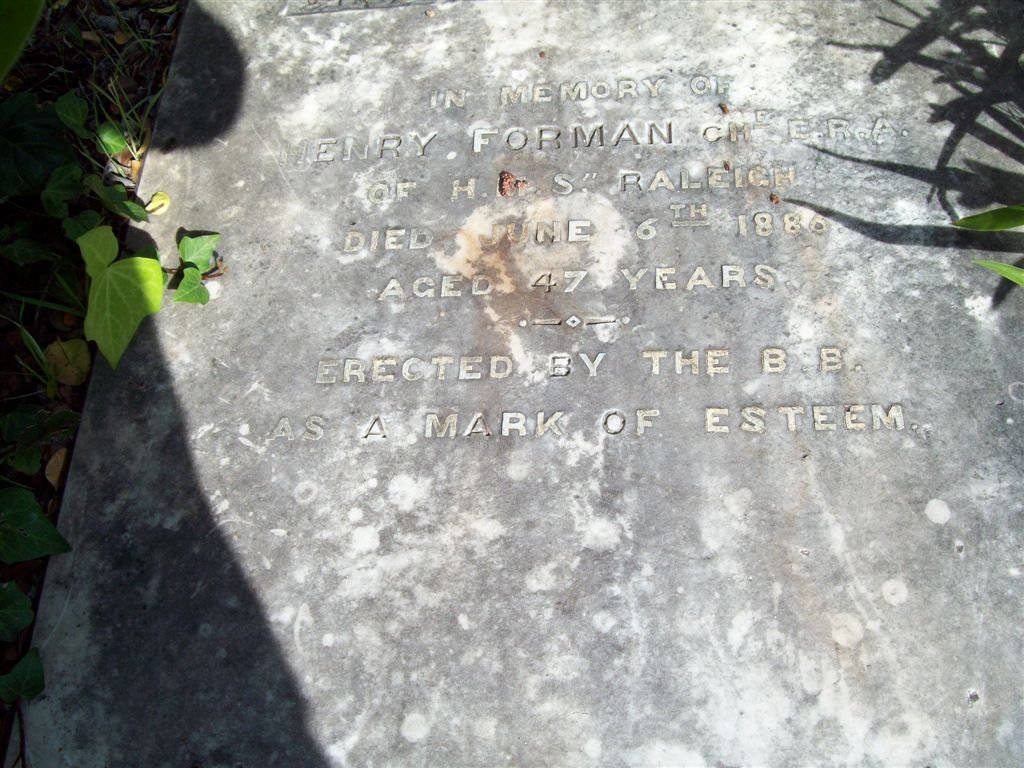 IN MEMORY OF
HENRY FORMAN CHF E.R.A.
OF H.M.S." RALEIGH
DIED JUNE 6TH 1886
AGED 47 YEARS.
ERECTED BY THE B.B.
AS A MARK OF ESTEEM.